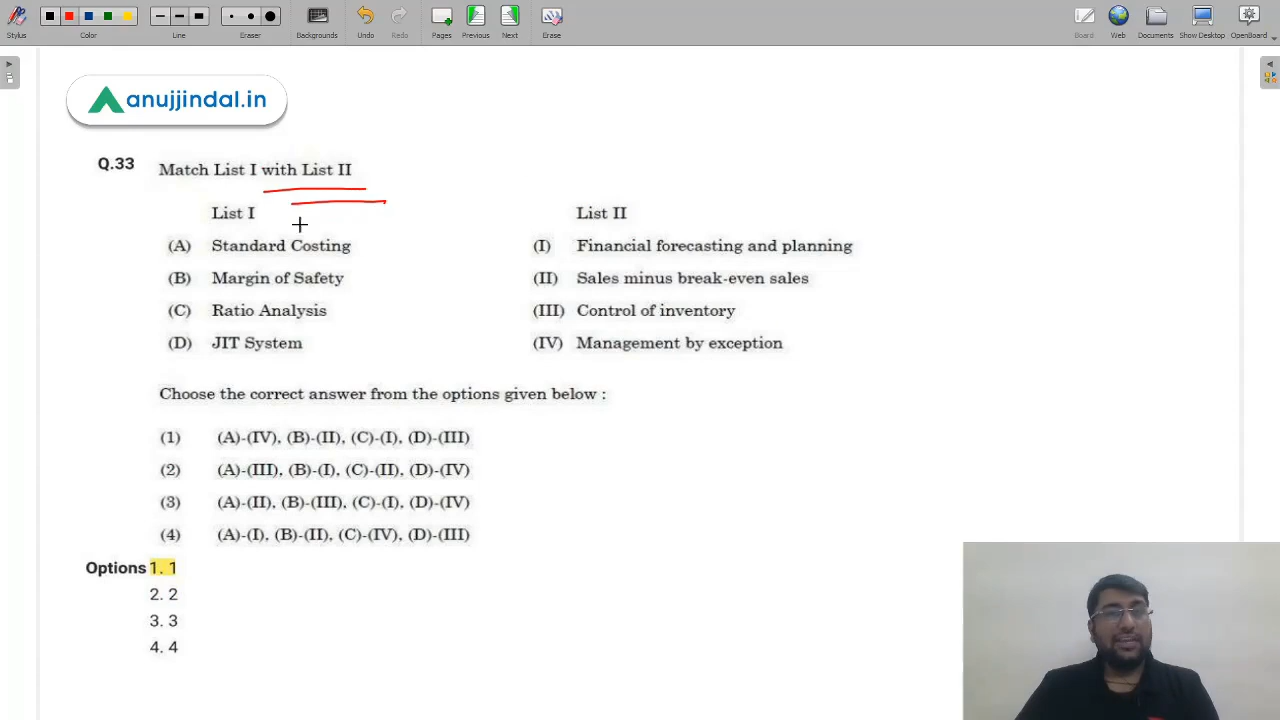 Stylus Color Line Eraser Backgrounds Undo Redo Pages Previous Next Erase Board Web Documents Show Desktop OpenBoard
anujjindal.in
Q.33 Match List I with List II
List I List II
(A) Standard Costing (I) Financial forecasting and planning
(B) Margin of Safety (II) Sales minus break-even sales
(C) Ratio Analysis (III) Control of inventory
(D) JIT System (IV) Management by exception
Choose the correct answer from the options given below :
(1) (A)-(IV), (B)-(II), (C)-(I), (D)-(III)
(2) (A)-(III), (B)-(I), (C)-(II), (D)-(IV)
(3) (A)-(II), (B)-(III), (C)-(I), (D)-(IV)
(4) (A)-(I), (B)-(II), (C)-(IV), (D)-(III)
Options 1. 1
2. 2
3. 3
4. 4